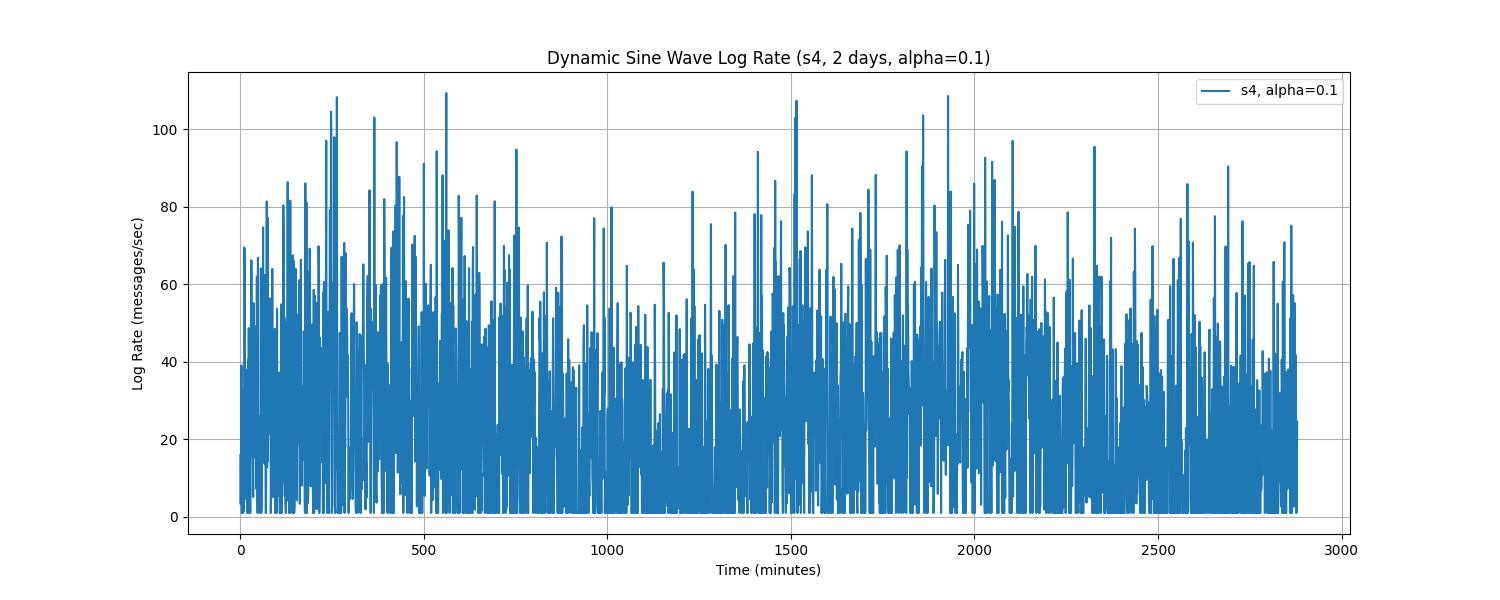 Dynamic Sine Wave Log Rate (s4, 2 days, alpha=0.1)
s4, alpha=0.1
Log Rate (messages/sec)
100
80
60
40
20
0
0 500 1000 1500 2000 2500 3000
Time (minutes)